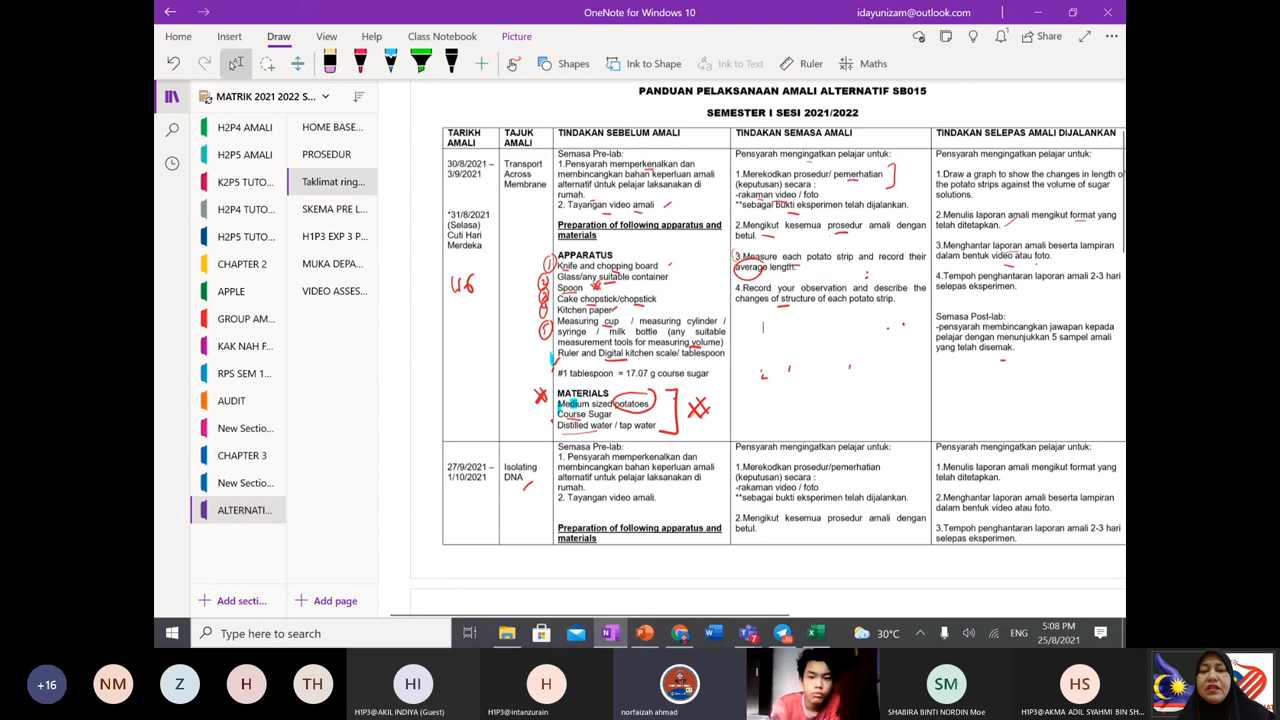 OneNote for Windows 10
idayunizam@outlook.com
Home Insert Draw View Help Class Notebook Picture
Share
Shapes Ink to Shape Ink to Text Ruler Maths
MATRIK 2021 2022 S...
H2P4 AMALI
H2P5 AMALI
K2P5 TUTO...
H2P4 TUTO...
H2P5 TUTO...
CHAPTER 2
APPLE
GROUP AM...
KAK NAH F...
RPS SEM 1...
AUDIT
New Sectio...
CHAPTER 3
New Sectio...
ALTERNATI...
Add secti...
HOME BASE...
PROSEDUR
Taklimat ring...
SKEMA PRE L...
H1P3 EXP 3 P...
MUKA DEPA...
VIDEO ASSES...
Add page
PANDUAN PELAKSANAAN AMALI ALTERNATIF SB015
SEMESTER I SESI 2021/2022
TARIKH AMALI
TAJUK AMALI
TINDAKAN SEBELUM AMALI
TINDAKAN SEMASA AMALI
TINDAKAN SELEPAS AMALI DIJALANKAN
30/8/2021 –
3/9/2021
*31/8/2021
(Selasa)
Cuti Hari
Merdeka
Transport
Across
Membrane
Semasa Pre-lab:
1.Pensyarah memperkenalkan dan
membincangkan bahan keperluan amali
alternatif untuk pelajar laksanakan di
rumah.
2. Tayangan video amali
Preparation of following apparatus and
materials
APPARATUS
Knife and chopping board
Glass/any suitable container
Spoon
Cake chopstick/chopstick
Kitchen paper
Measuring cup / measuring cylinder /
syringe / milk bottle (any suitable
measurement tools for measuring volume)
Ruler and Digital kitchen scale/ tablespoon
#1 tablespoon = 17.07 g course sugar
MATERIALS
Medium sized potatoes
Course Sugar
Distilled water / tap water
Pensyarah mengingatkan pelajar untuk:
1.Merekodkan prosedur/ pemerhatian
(keputusan) secara :
-rakaman video / foto
**sebagai bukti eksperimen telah dijalankan.
2.Mengikut kesemua prosedur amali dengan
betul.
3.Measure each potato strip and record their
average length.
4.Record your observation and describe the
changes of structure of each potato strip.
Pensyarah mengingatkan pelajar untuk:
1.Draw a graph to show the changes in length of
the potato strips against the volume of sugar
solutions.
2.Menulis laporan amali mengikut format yang
telah ditetapkan.
3.Menghantar laporan amali beserta lampiran
dalam bentuk video atau foto.
4.Tempoh penghantaran laporan amali 2-3 hari
selepas eksperimen.
Semasa Post-lab:
-pensyarah membincangkan jawapan kepada
pelajar dengan menunjukkan 5 sampel amali
yang telah disemak.
27/9/2021 –
1/10/2021
Isolating
DNA
Semasa Pre-lab:
1. Pensyarah memperkenalkan dan
membincangkan bahan keperluan amali
alternatif untuk pelajar laksanakan di
rumah.
2. Tayangan video amali.
Preparation of following apparatus and
materials
Pensyarah mengingatkan pelajar untuk:
1.Merekodkan prosedur/pemerhatian
(keputusan) secara :
-rakaman video / foto
**sebagai bukti eksperimen telah dijalankan.
2.Mengikut kesemua prosedur amali dengan
betul.
Pensyarah mengingatkan pelajar untuk:
1.Menulis laporan amali mengikut format yang
telah ditetapkan.
2.Menghantar laporan amali beserta lampiran
dalam bentuk video atau foto.
3.Tempoh penghantaran laporan amali 2-3 hari
selepas eksperimen.
Type here to search
30°C
ENG
5:08 PM
25/8/2021
+16
NM
Z
H
TH
HI
H1P3@AKIL INDIYA (Guest)
H
H1P3@intanzurain
norfaizah ahmad
SM
SHABIRA BINTI NORDIN Moe
HS
H1P3@AKMA ADIL SYAHMI BIN SH...